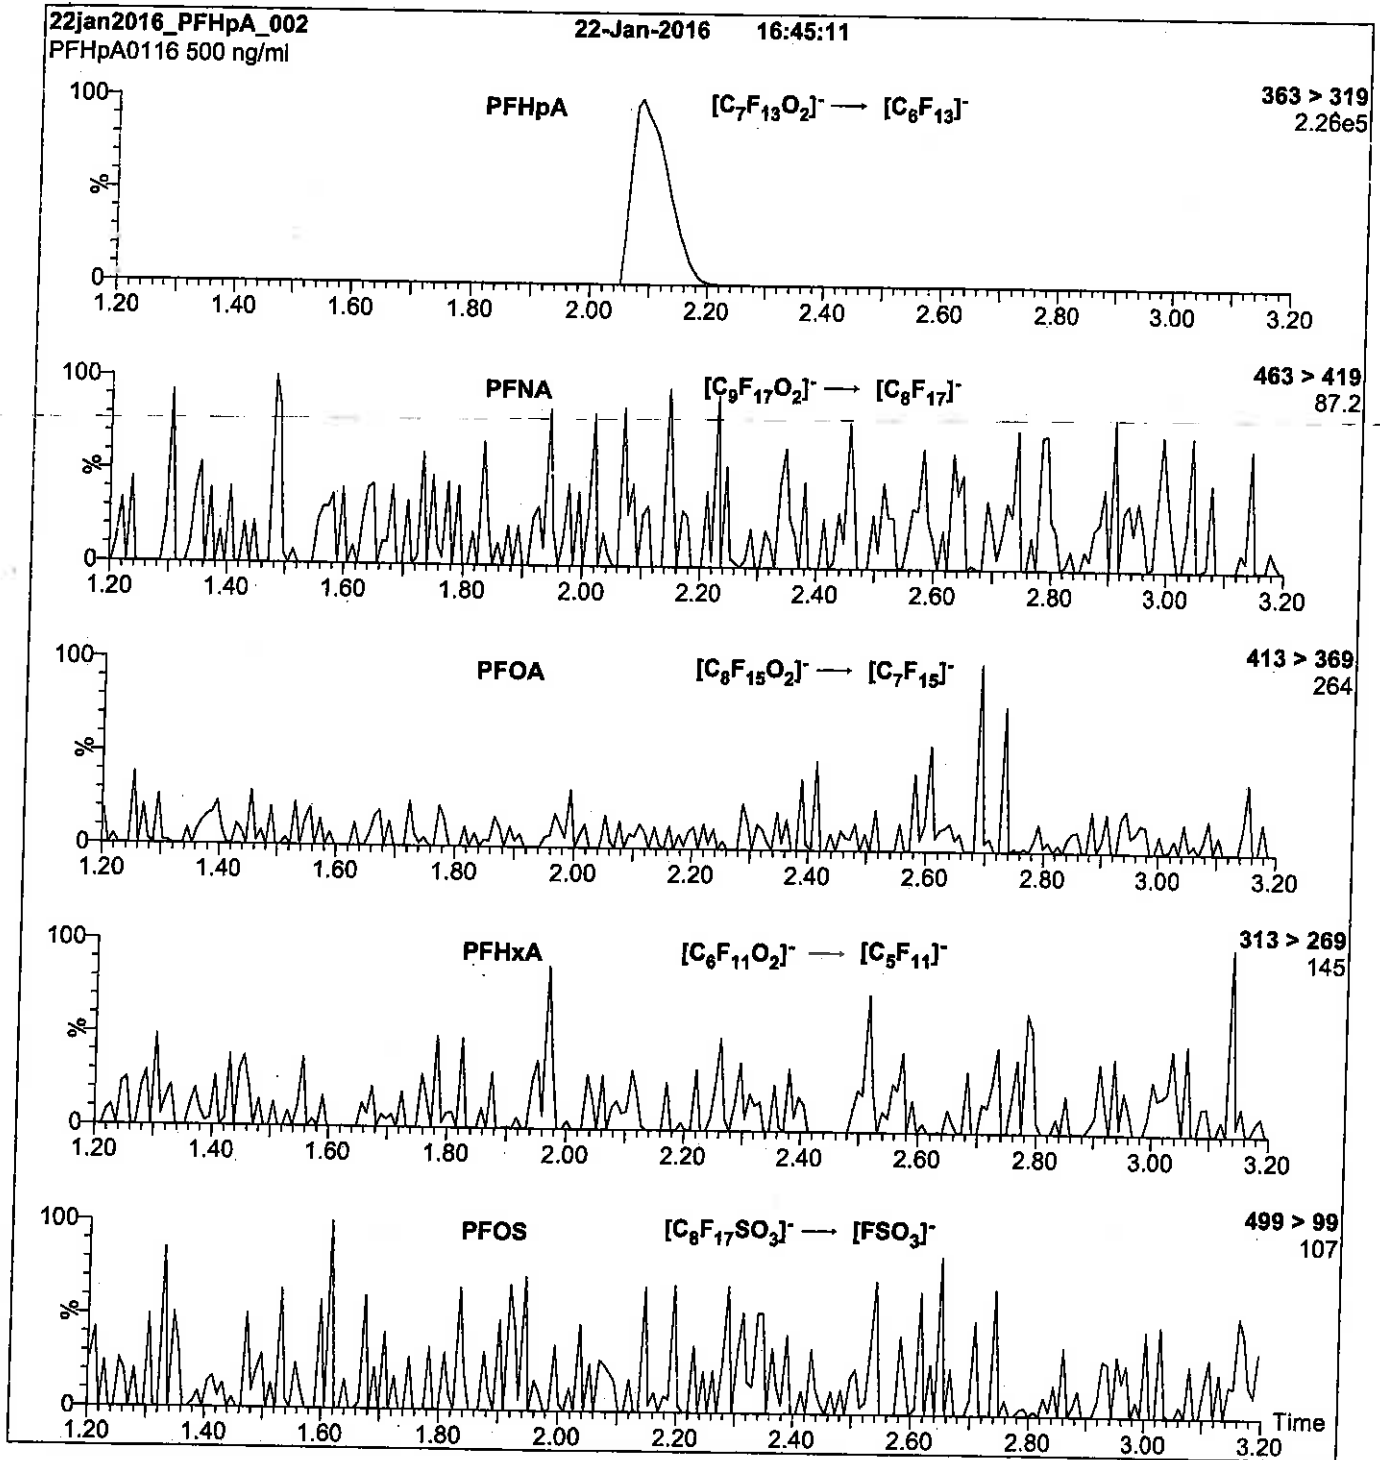 22jan2016_PFHpA_002 22-Jan-2016 16:45:11
PFHpA0116 500 ng/ml
100 PFHpA [C₇F₁₃O₂]⁻ → [C₆F₁₃]⁻ 363 > 319
2.26e5
%
0
1.20 1.40 1.60 1.80 2.00 2.20 2.40 2.60 2.80 3.00 3.20
100 PFNA [C₉F₁₇O₂]⁻ → [C₈F₁₇]⁻ 463 > 419
87.2
%
0
1.20 1.40 1.60 1.80 2.00 2.20 2.40 2.60 2.80 3.00 3.20
100 PFOA [C₈F₁₅O₂]⁻ → [C₇F₁₅]⁻ 413 > 369
264
%
0
1.20 1.40 1.60 1.80 2.00 2.20 2.40 2.60 2.80 3.00 3.20
100 PFHxA [C₆F₁₁O₂]⁻ → [C₅F₁₁]⁻ 313 > 269
145
%
0
1.20 1.40 1.60 1.80 2.00 2.20 2.40 2.60 2.80 3.00 3.20
100 PFOS [C₈F₁₇SO₃]⁻ → [FSO₃]⁻ 499 > 99
107
%
0 Time
1.20 1.40 1.60 1.80 2.00 2.20 2.40 2.60 2.80 3.00 3.20